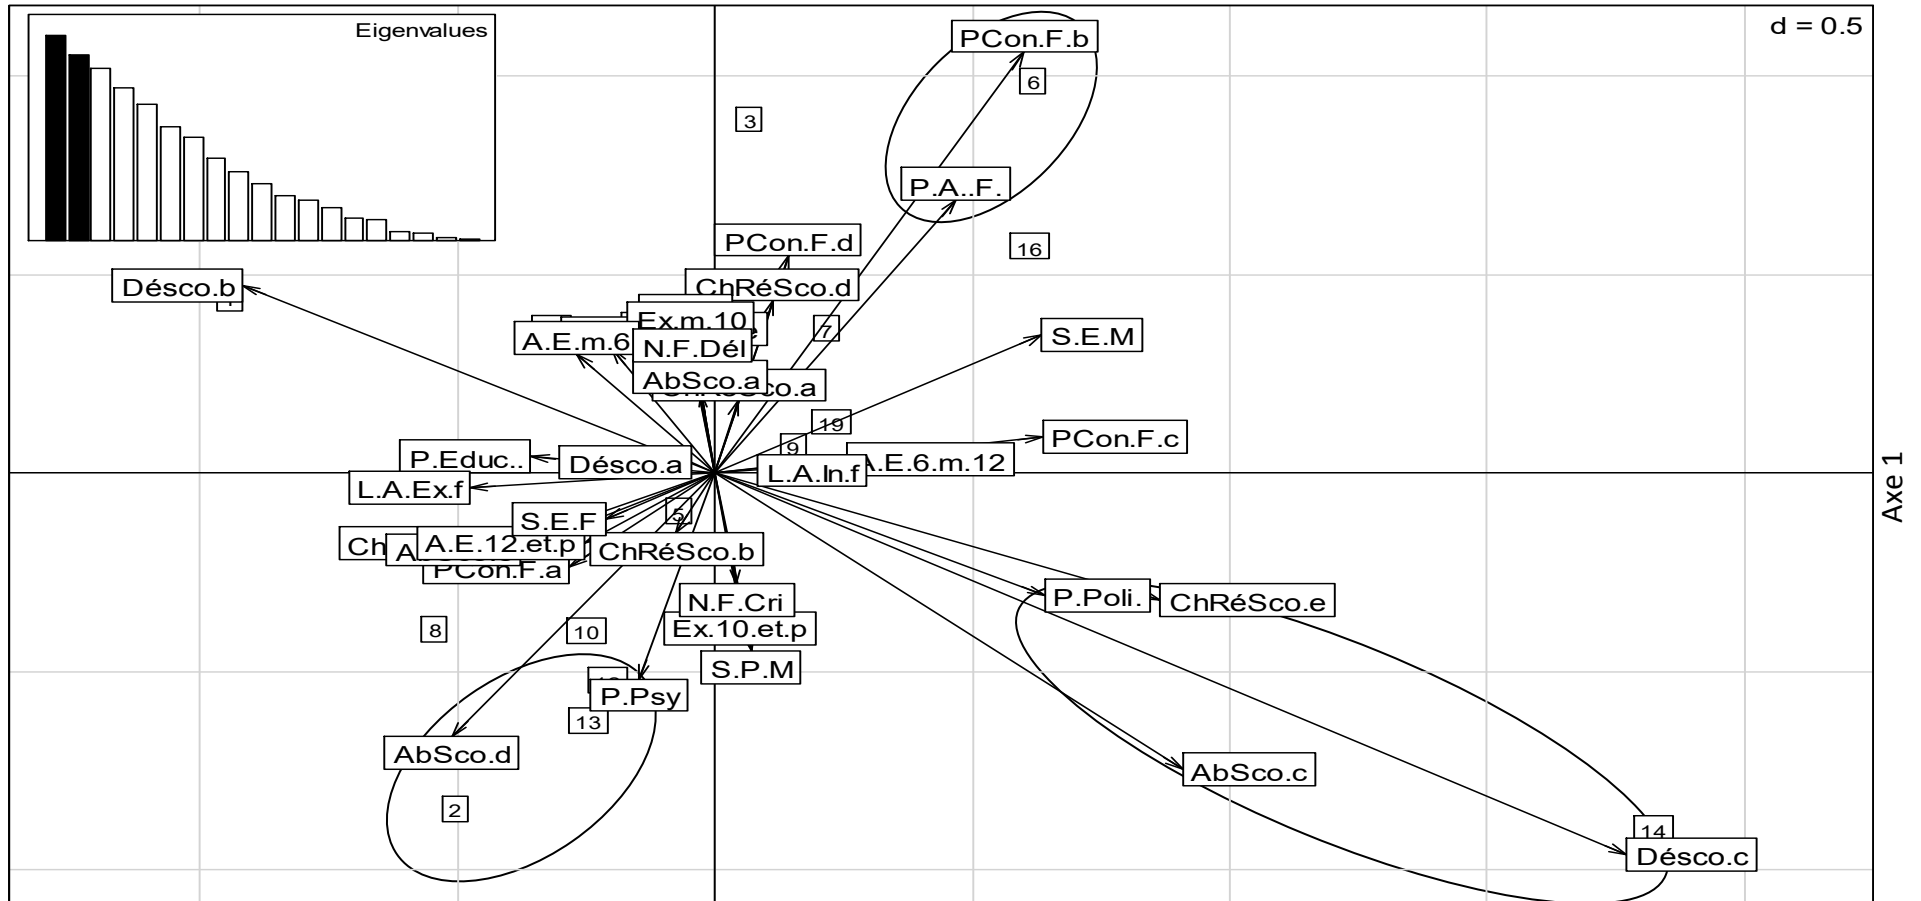 Eigenvalues
d = 0.5
PCon.F.b
6
3
P.A..F.
PCon.F.d
16
Désco.b
ChRéSco.d
Ex.m.10
7
A.E.m.6
N.F.Dél
S.E.M
AbSco.a
co.a
19
9
PCon.F.c
P.Educ..
Désco.a
L.A.In.f
A.E.6.m.12
L.A.Ex.f
Axe 1
5
S.E.F
Ch
A.E.12.et.p
ChRéSco.b
PCon.F.a
P.Poli.
ChRéSco.e
N.F.Cri
8
10
Ex.10.et.p
S.P.M
P.Psy
13
AbSco.d
AbSco.c
2
14
Désco.c